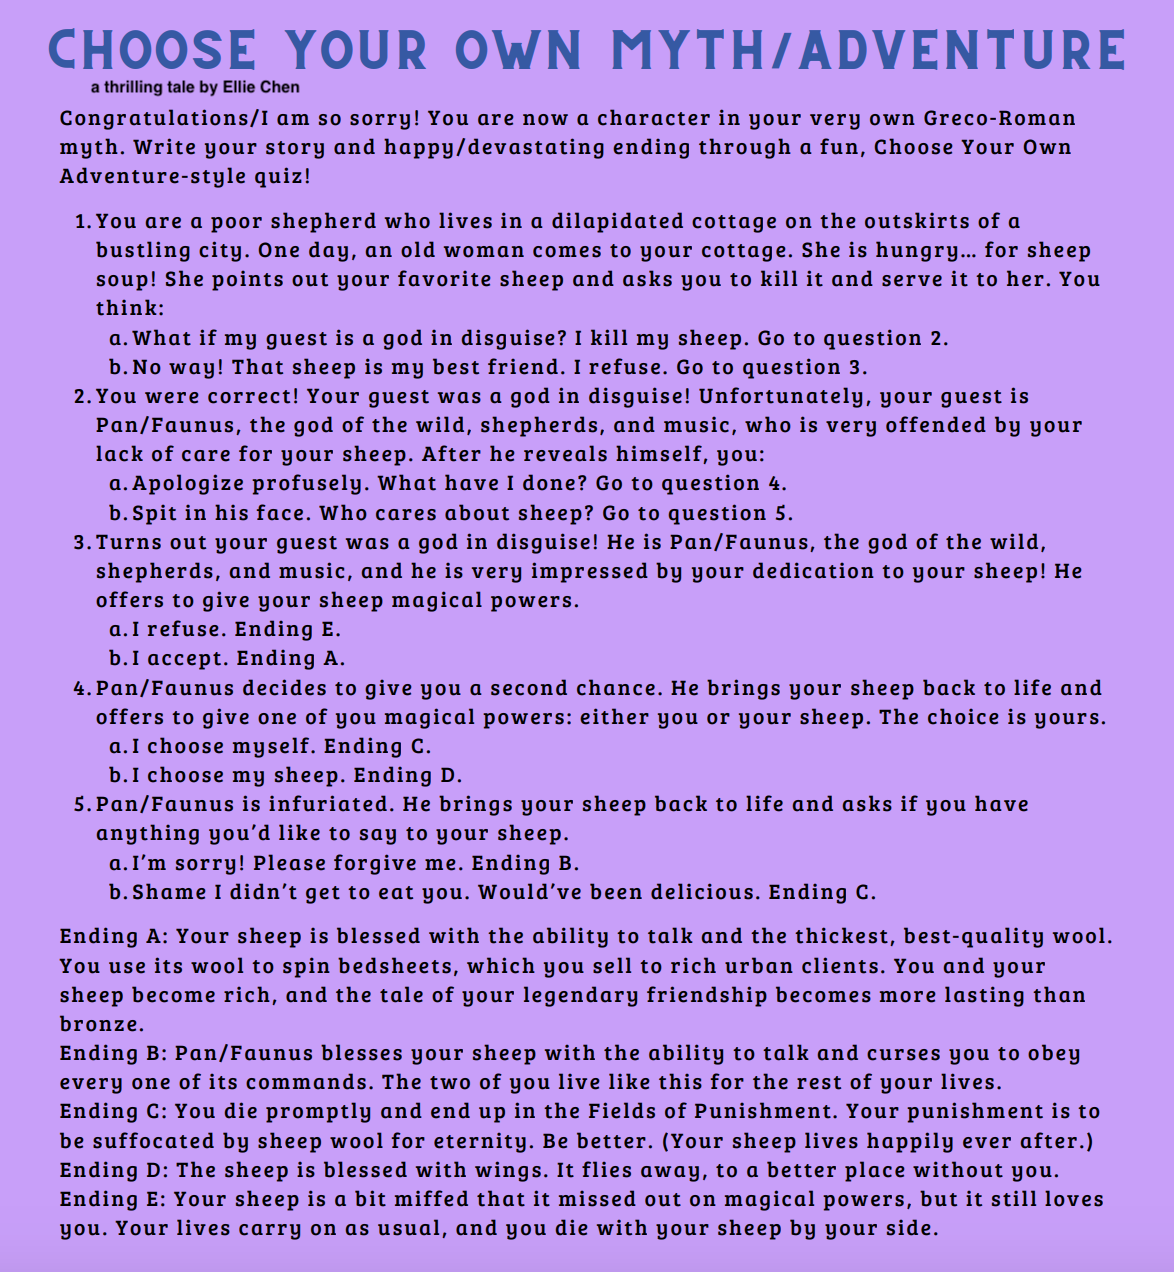 CHOOSE YOUR OWN MYTH/ADVENTURE
a thrilling tale by Ellie Chen
Congratulations/I am so sorry! You are now a character in your very own Greco-Roman
myth. Write your story and happy/devastating ending through a fun, Choose Your Own
Adventure-style quiz!
1. You are a poor shepherd who lives in a dilapidated cottage on the outskirts of a
bustling city. One day, an old woman comes to your cottage. She is hungry... for sheep
soup! She points out your favorite sheep and asks you to kill it and serve it to her. You
think:
a. What if my guest is a god in disguise? I kill my sheep. Go to question 2.
b. No way! That sheep is my best friend. I refuse. Go to question 3.
2. You were correct! Your guest was a god in disguise! Unfortunately, your guest is
Pan/Faunus, the god of the wild, shepherds, and music, who is very offended by your
lack of care for your sheep. After he reveals himself, you:
a. Apologize profusely. What have I done? Go to question 4.
b. Spit in his face. Who cares about sheep? Go to question 5.
3. Turns out your guest was a god in disguise! He is Pan/Faunus, the god of the wild,
shepherds, and music, and he is very impressed by your dedication to your sheep! He
offers to give your sheep magical powers.
a. I refuse. Ending E.
b. I accept. Ending A.
4. Pan/Faunus decides to give you a second chance. He brings your sheep back to life and
offers to give one of you magical powers: either you or your sheep. The choice is yours.
a. I choose myself. Ending C.
b. I choose my sheep. Ending D.
5. Pan/Faunus is infuriated. He brings your sheep back to life and asks if you have
anything you'd like to say to your sheep.
a. I'm sorry! Please forgive me. Ending B.
b. Shame I didn't get to eat you. Would've been delicious. Ending C.
Ending A: Your sheep is blessed with the ability to talk and the thickest, best-quality wool.
You use its wool to spin bedsheets, which you sell to rich urban clients. You and your
sheep become rich, and the tale of your legendary friendship becomes more lasting than
bronze.
Ending B: Pan/Faunus blesses your sheep with the ability to talk and curses you to obey
every one of its commands. The two of you live like this for the rest of your lives.
Ending C: You die promptly and end up in the Fields of Punishment. Your punishment is to
be suffocated by sheep wool for eternity. Be better. (Your sheep lives happily ever after.)
Ending D: The sheep is blessed with wings. It flies away, to a better place without you.
Ending E: Your sheep is a bit miffed that it missed out on magical powers, but it still loves
you. Your lives carry on as usual, and you die with your sheep by your side.